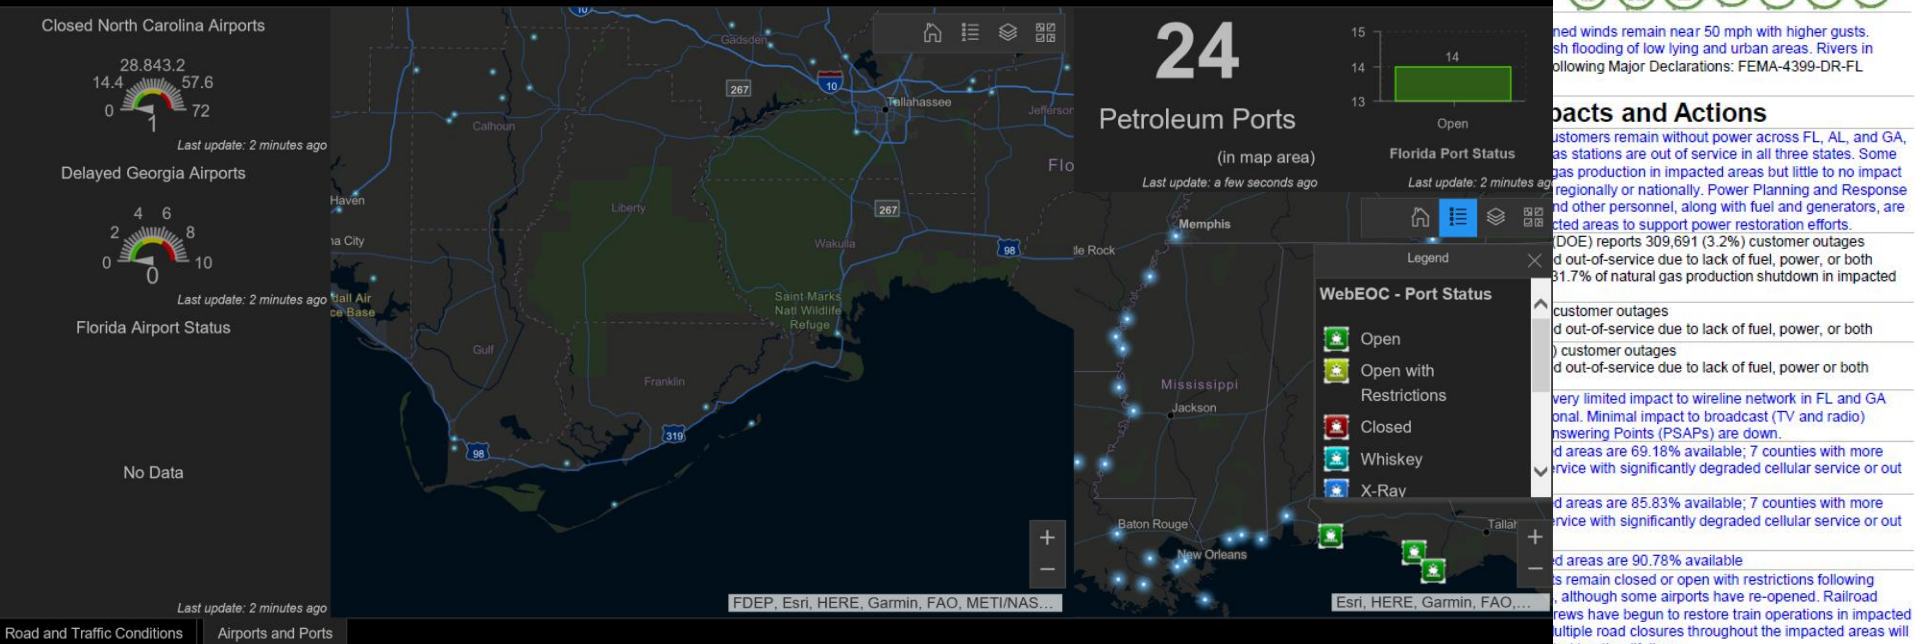 Closed North Carolina Airports
28.8 43.2
14.4 57.6
0 72
1
Last update: 2 minutes ago
Delayed Georgia Airports
4 6
2 8
0 10
0
Last update: 2 minutes ago
Florida Airport Status
No Data
Last update: 2 minutes ago
Road and Traffic Conditions
Airports and Ports
10
Gadsden
267
10
Tallahassee
Jefferson
Calhoun
Flo
Haven
Liberty
267
Wakulla
na City
98
dall Air
ce Base
Saint Marks
Natl Wildlife
Refuge
Gulf
Franklin
319
98
+
−
FDEP, Esri, HERE, Garmin, FAO, METI/NAS...
24
Petroleum Ports
(in map area)
Last update: a few seconds ago
15
14
14
13
Open
Florida Port Status
Last update: 2 minutes ag
Memphis
tle Rock
Mississippi
Jackson
Baton Rouge
New Orleans
Tallah
Legend
WebEOC - Port Status
Open
Open with
Restrictions
Closed
Whiskey
X-Ray
+
−
Esri, HERE, Garmin, FAO,...
ned winds remain near 50 mph with higher gusts.
sh flooding of low lying and urban areas. Rivers in
ollowing Major Declarations: FEMA-4399-DR-FL
pacts and Actions
ustomers remain without power across FL, AL, and GA,
as stations are out of service in all three states. Some
gas production in impacted areas but little to no impact
regionally or nationally. Power Planning and Response
nd other personnel, along with fuel and generators, are
cted areas to support power restoration efforts.
(DOE) reports 309,691 (3.2%) customer outages
d out-of-service due to lack of fuel, power, or both
31.7% of natural gas production shutdown in impacted
customer outages
d out-of-service due to lack of fuel, power, or both
) customer outages
d out-of-service due to lack of fuel, power or both
very limited impact to wireline network in FL and GA
onal. Minimal impact to broadcast (TV and radio)
nswering Points (PSAPs) are down.
d areas are 69.18% available; 7 counties with more
rvice with significantly degraded cellular service or out
d areas are 85.83% available; 7 counties with more
rvice with significantly degraded cellular service or out
ed areas are 90.78% available
ts remain closed or open with restrictions following
, although some airports have re-opened. Railroad
rews have begun to restore train operations in impacted
ultiple road closures throughout the impacted areas will